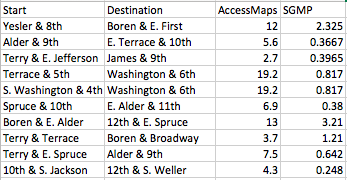 Start Destination AccessMaps SGMP
Yesler & 8th Boren & E. First 12 2.325
Alder & 9th E. Terrace & 10th 5.6 0.3667
Terry & E. Jefferson James & 9th 2.7 0.3965
Terrace & 5th Washington & 6th 19.2 0.817
S. Washington & 4th Washington & 6th 19.2 0.817
Spruce & 10th E. Alder & 11th 6.9 0.38
Boren & E. Alder 12th & E. Spruce 13 3.21
Terry & Terrace Boren & Broadway 3.7 1.21
Terry & E. Spruce Alder & 9th 7.5 0.642
10th & S. Jackson 12th & S. Weller 4.3 0.248